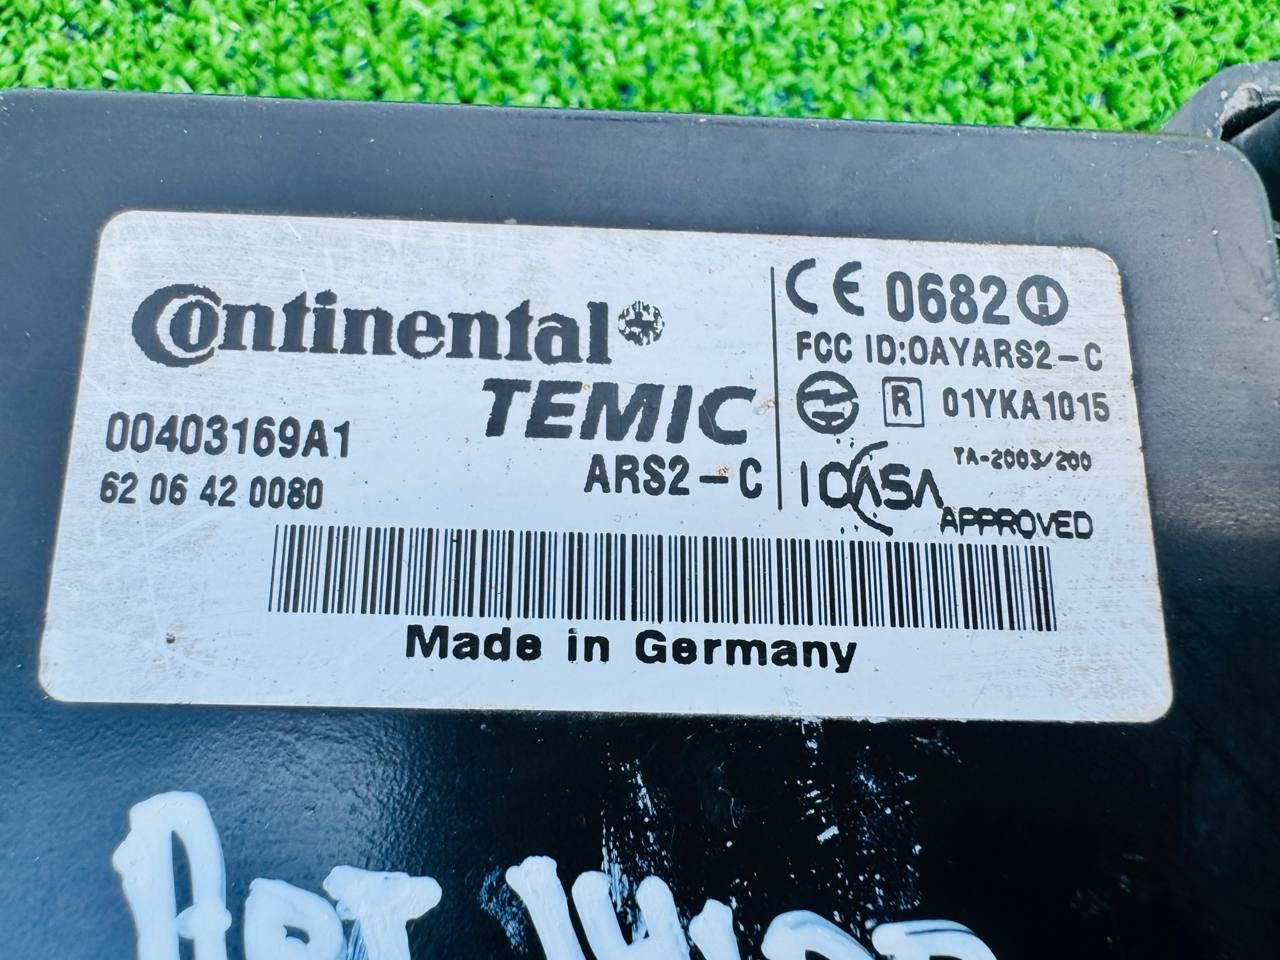 Continental
TEMIC
00403169A1
62 06 42 0080
ARS2-C
CE 0682
FCC ID:OAYARS2-C
R 01YKA1015
TA-2003/200
ICASA
APPROVED
Made in Germany